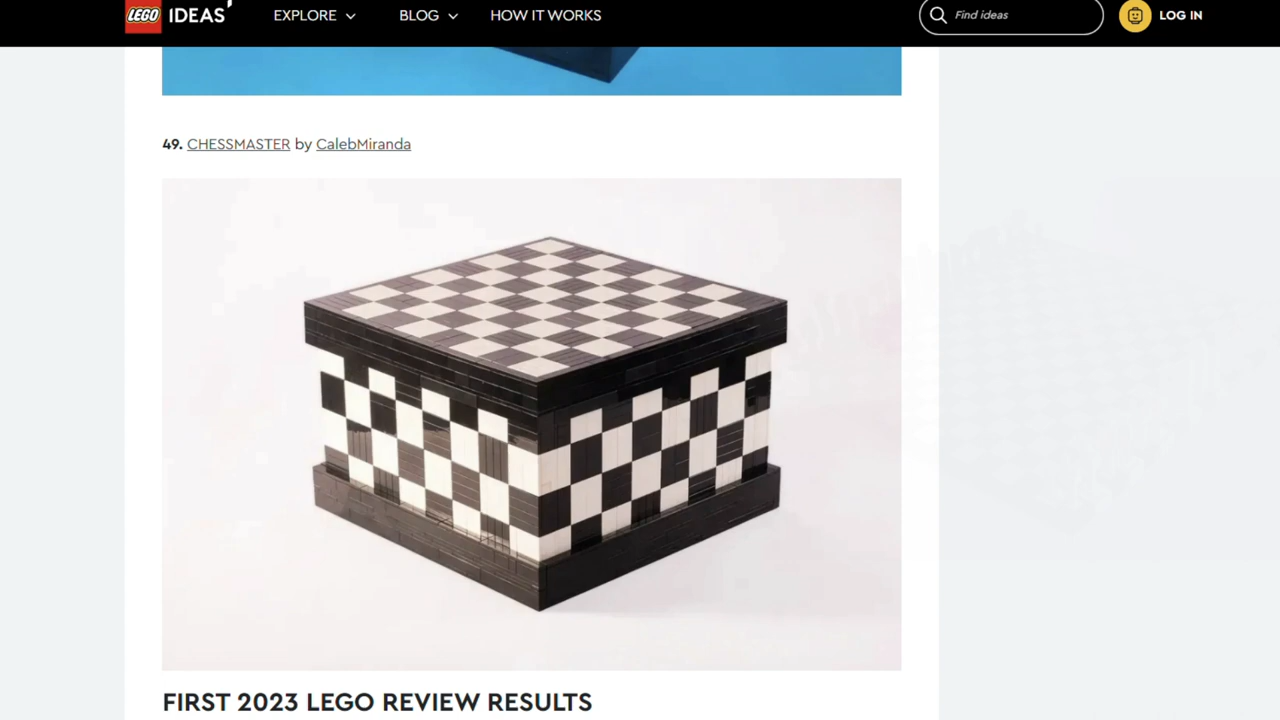 LEGO IDEAS EXPLORE BLOG HOW IT WORKS Find ideas LOG IN
49. CHESSMASTER by CalebMiranda
FIRST 2023 LEGO REVIEW RESULTS